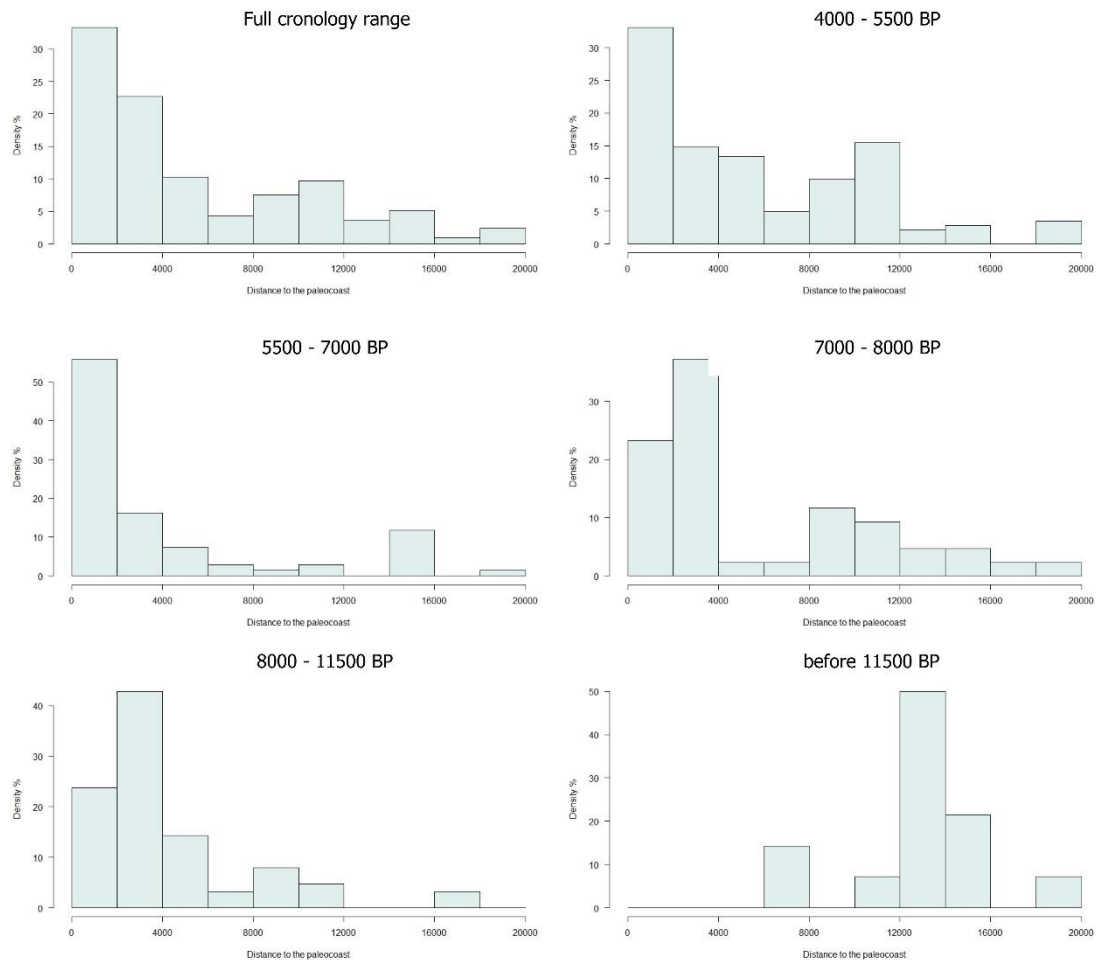 Full cronology range
Density %
30
25
20
15
10
5
0
0 4000 8000 12000 16000 20000
Distance to the paleocoast
4000 - 5500 BP
Density %
30
25
20
15
10
5
0
0 4000 8000 12000 16000 20000
Distance to the paleocoast
5500 - 7000 BP
Density %
50
40
30
20
10
0
0 4000 8000 12000 16000 20000
Distance to the paleocoast
7000 - 8000 BP
Density %
30
20
10
0
0 4000 8000 12000 16000 20000
Distance to the paleocoast
8000 - 11500 BP
Density %
40
30
20
10
0
0 4000 8000 12000 16000 20000
Distance to the paleocoast
before 11500 BP
Density %
50
40
30
20
10
0
0 4000 8000 12000 16000 20000
Distance to the paleocoast